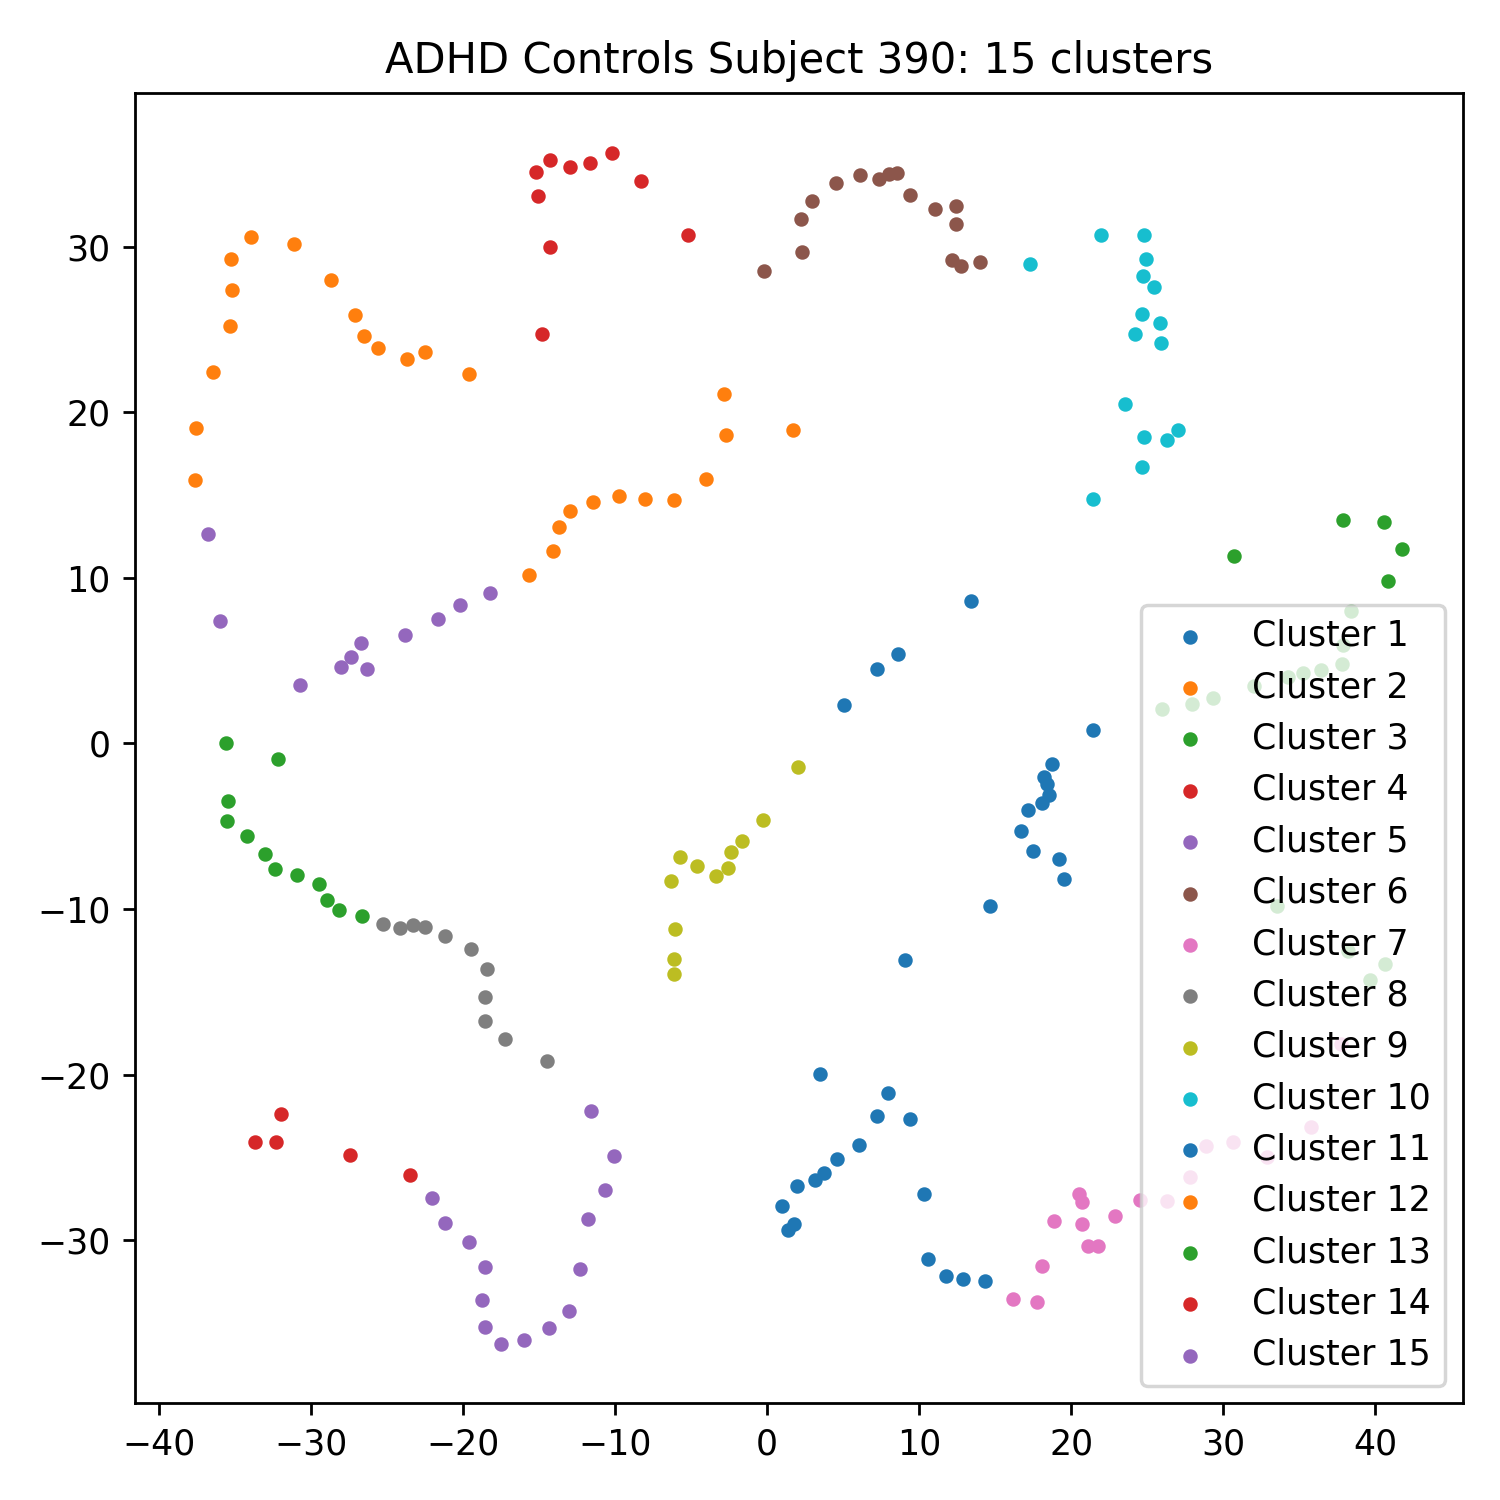 ADHD Controls Subject 390: 15 clusters
30
20
10
0
−10
−20
−30
−40 −30 −20 −10 0 10 20 30 40
Cluster 1
Cluster 2
Cluster 3
Cluster 4
Cluster 5
Cluster 6
Cluster 7
Cluster 8
Cluster 9
Cluster 10
Cluster 11
Cluster 12
Cluster 13
Cluster 14
Cluster 15